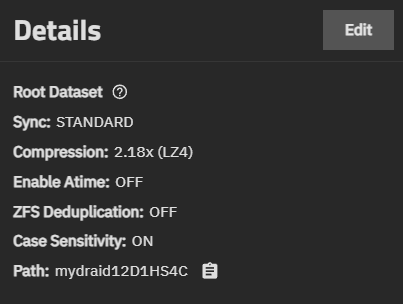 Details
Edit
Root Dataset
Sync: STANDARD
Compression: 2.18x (LZ4)
Enable Atime: OFF
ZFS Deduplication: OFF
Case Sensitivity: ON
Path: mydraid12D1HS4C